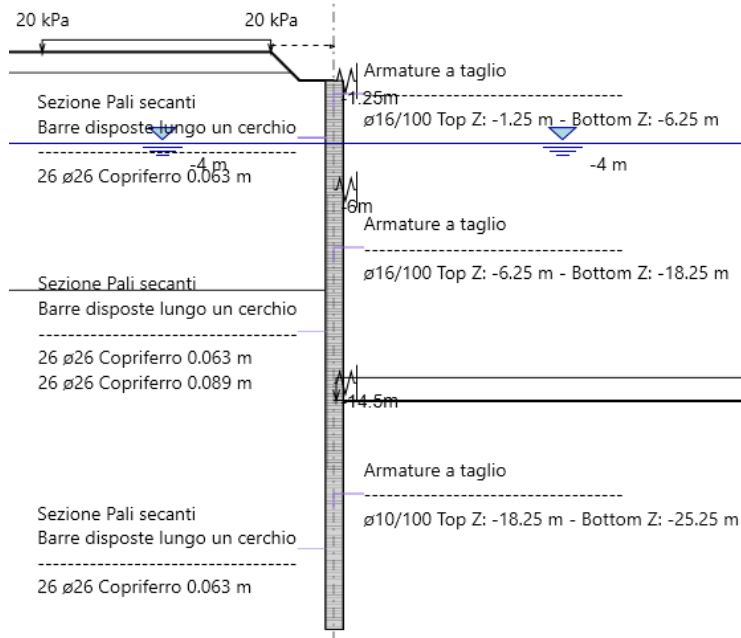 20 kPa
20 kPa
Armature a taglio
-1.25m
ø16/100 Top Z: -1.25 m - Bottom Z: -6.25 m
Sezione Pali secanti
Barre disposte lungo un cerchio
-4 m
-4 m
26 ø26 Copriferro 0.063 m
-6m
Armature a taglio
ø16/100 Top Z: -6.25 m - Bottom Z: -18.25 m
Sezione Pali secanti
Barre disposte lungo un cerchio
26 ø26 Copriferro 0.063 m
26 ø26 Copriferro 0.089 m
-14.5m
Armature a taglio
ø10/100 Top Z: -18.25 m - Bottom Z: -25.25 m
Sezione Pali secanti
Barre disposte lungo un cerchio
26 ø26 Copriferro 0.063 m